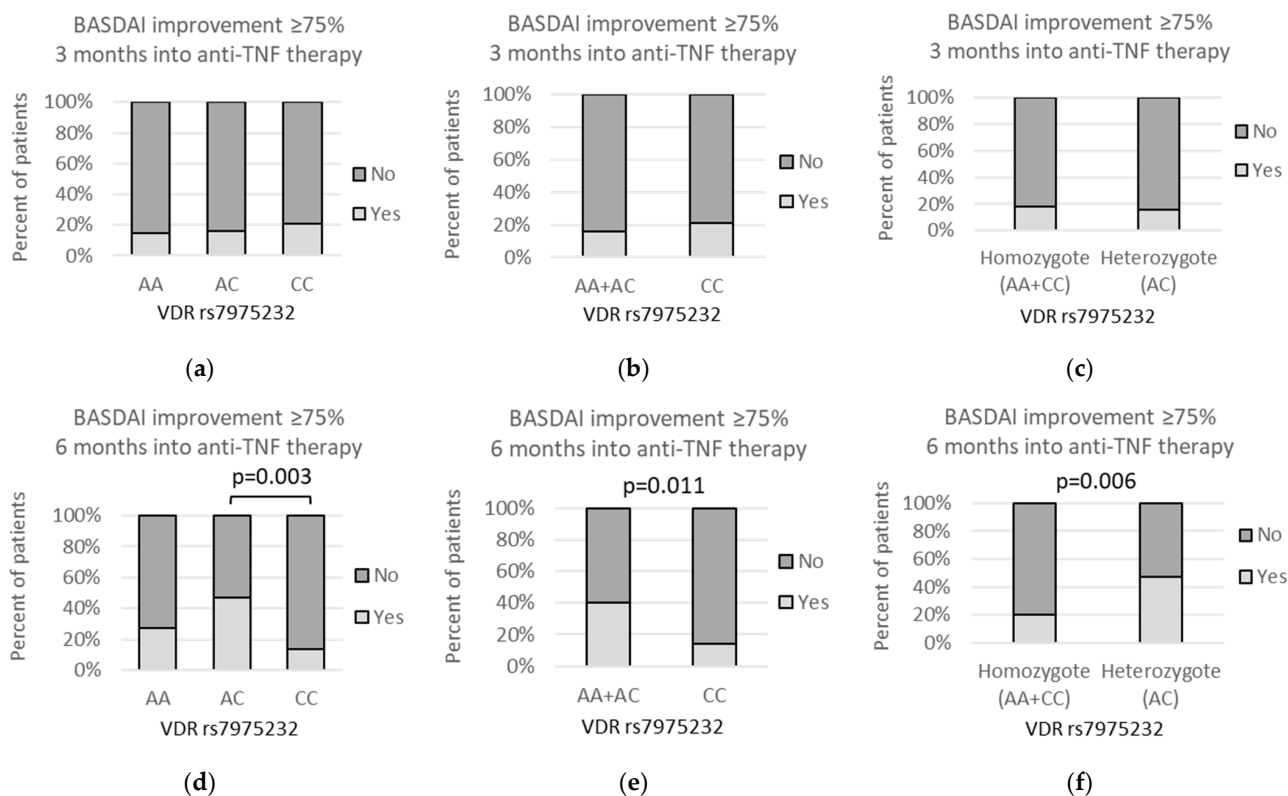 BASDAI improvement ≥75%
3 months into anti-TNF therapy
Percent of patients
100%
80%
60%
40%
20%
0%
AA
AC
CC
VDR rs7975232
No
Yes
(a)
BASDAI improvement ≥75%
3 months into anti-TNF therapy
Percent of patients
100%
80%
60%
40%
20%
0%
AA+AC
CC
VDR rs7975232
No
Yes
(b)
BASDAI improvement ≥75%
3 months into anti-TNF therapy
Percent of patients
100%
80%
60%
40%
20%
0%
Homozygote
(AA+CC)
Heterozygote
(AC)
VDR rs7975232
No
Yes
(c)
BASDAI improvement ≥75%
6 months into anti-TNF therapy
p=0.003
Percent of patients
100%
80%
60%
40%
20%
0%
AA
AC
CC
VDR rs7975232
No
Yes
(d)
BASDAI improvement ≥75%
6 months into anti-TNF therapy
p=0.011
Percent of patients
100%
80%
60%
40%
20%
0%
AA+AC
CC
VDR rs7975232
No
Yes
(e)
BASDAI improvement ≥75%
6 months into anti-TNF therapy
p=0.006
Percent of patients
100%
80%
60%
40%
20%
0%
Homozygote
(AA+CC)
Heterozygote
(AC)
VDR rs7975232
No
Yes
(f)